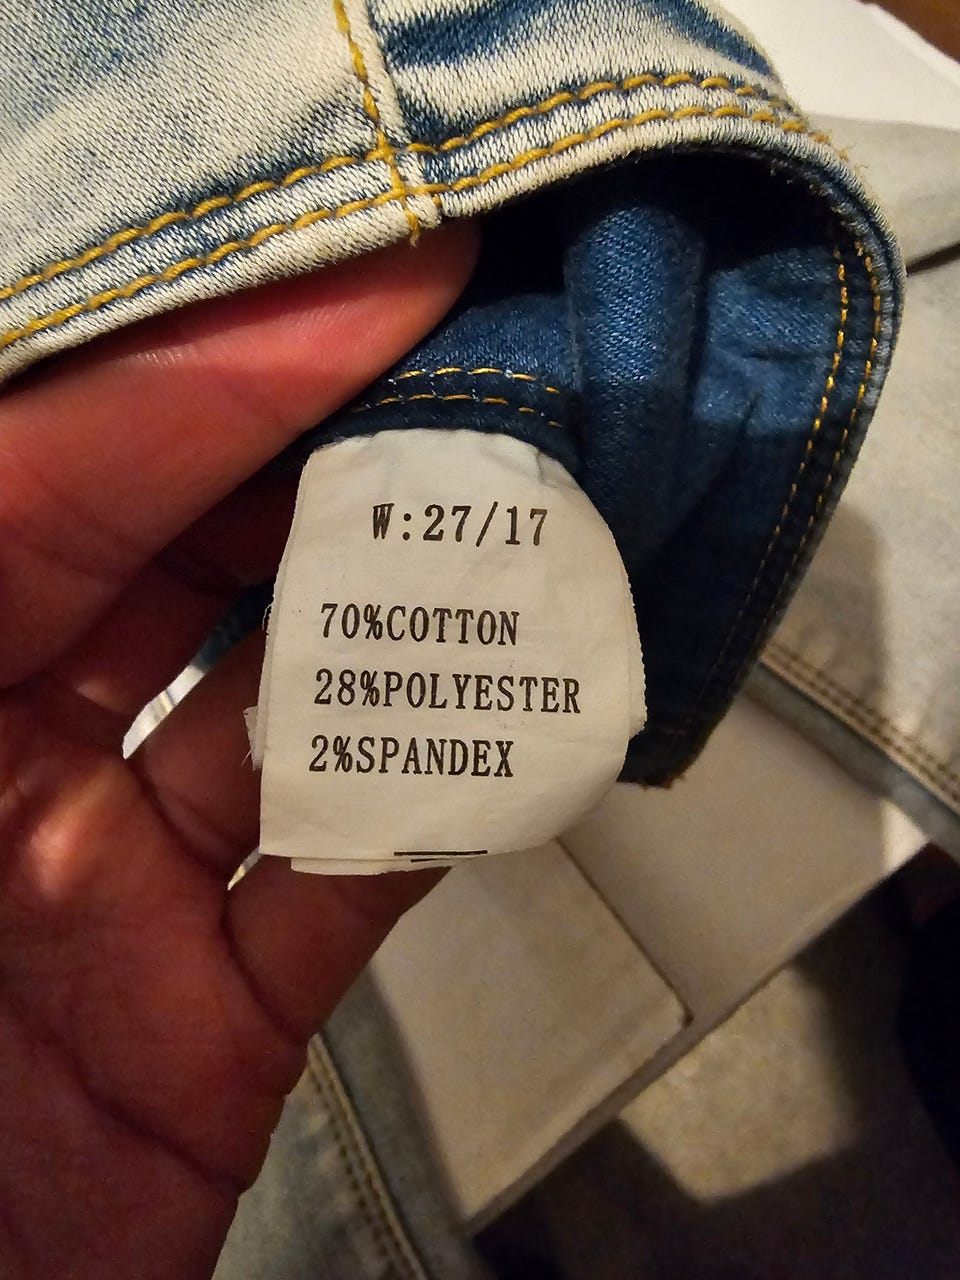 W:27/17
70%COTTON
28%POLYESTER
2%SPANDEX